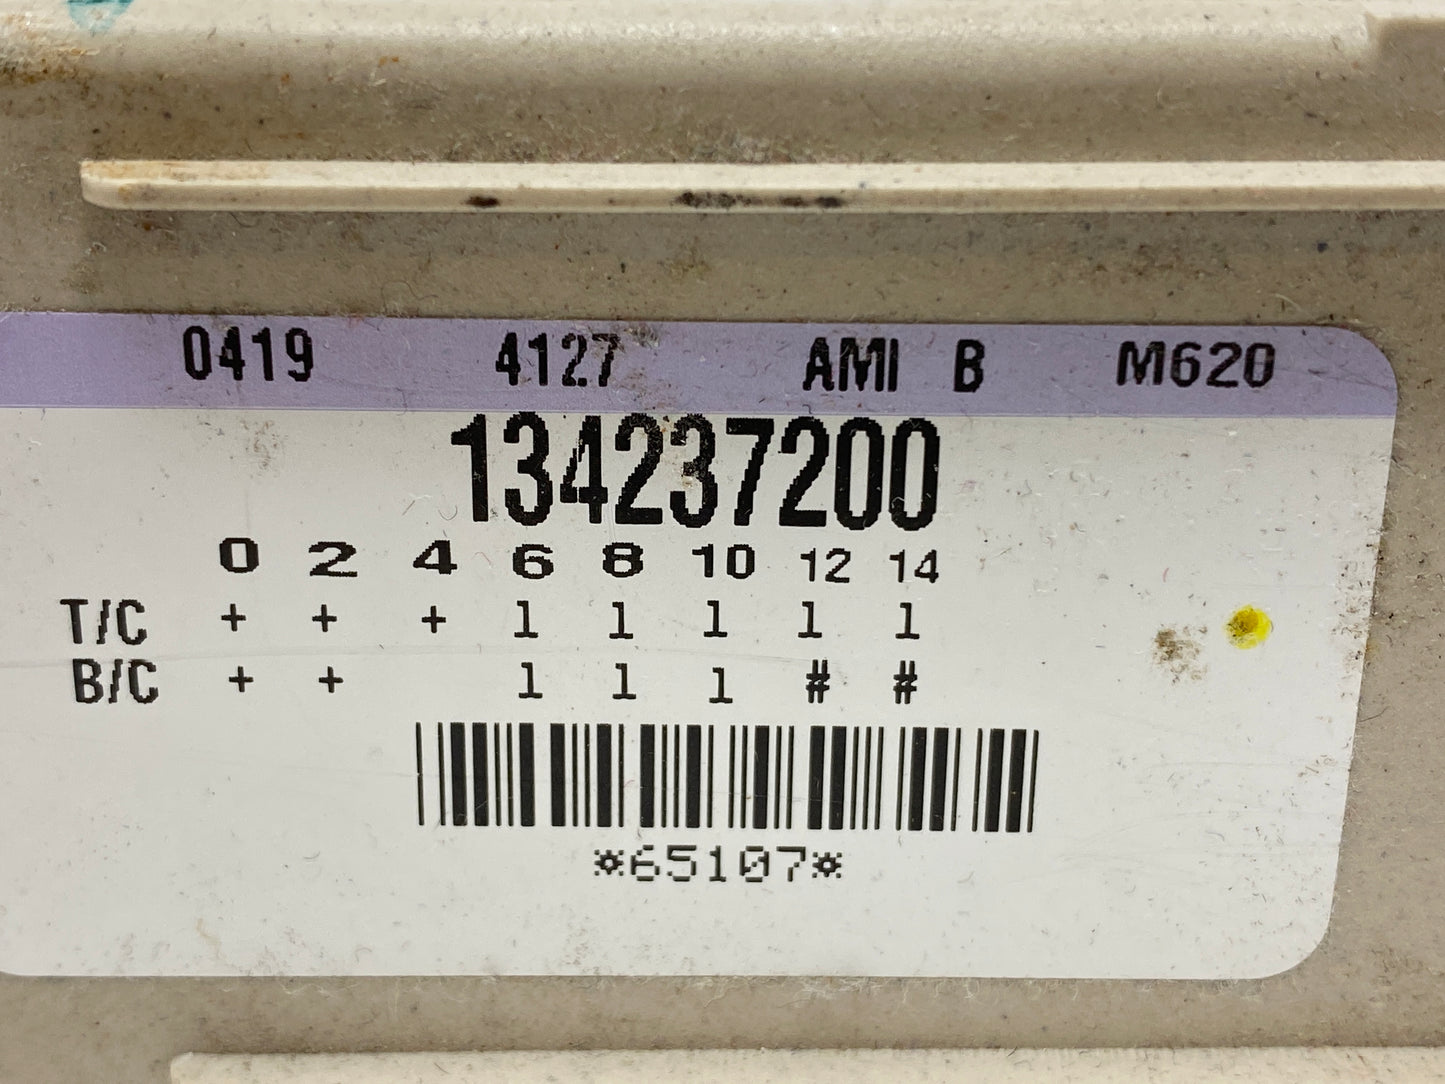 0419 4127 AMI B M620
134237200
0 2 4 6 8 10 12 14
T/C + + + 1 1 1 1 1
B/C + + 1 1 1 # #
*65107*